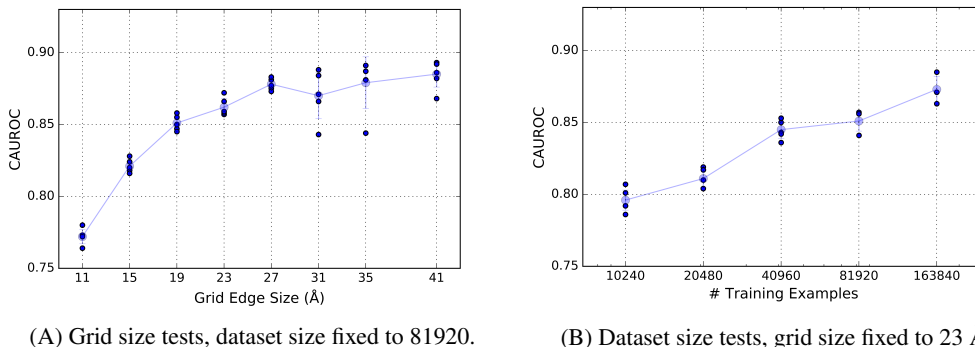 CAUROC
0.90
0.85
0.80
0.75
11 15 19 23 27 31 35 41
Grid Edge Size (Å)
(A) Grid size tests, dataset size fixed to 81920.
CAUROC
0.90
0.85
0.80
0.75
10240 20480 40960 81920 163840
# Training Examples
(B) Dataset size tests, grid size fixed to 23